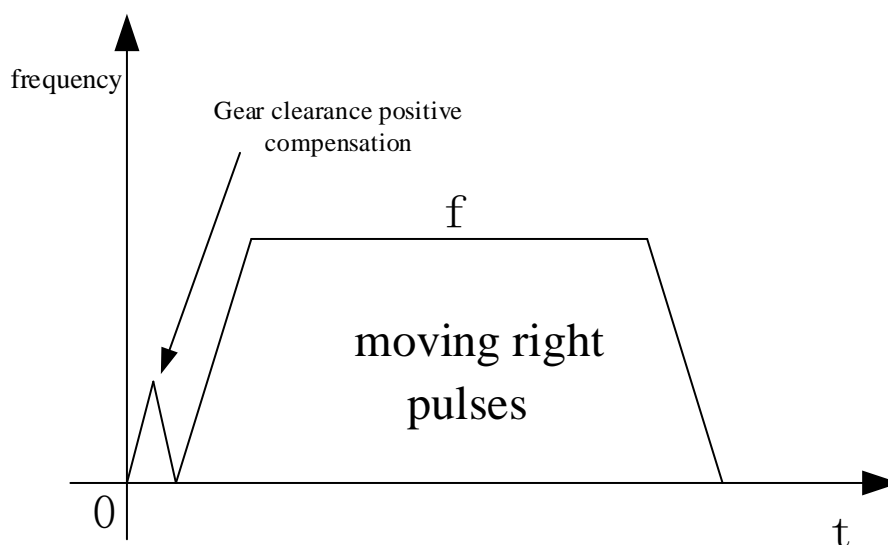 frequency
Gear clearance positive
compensation
f
moving right
pulses
0
t